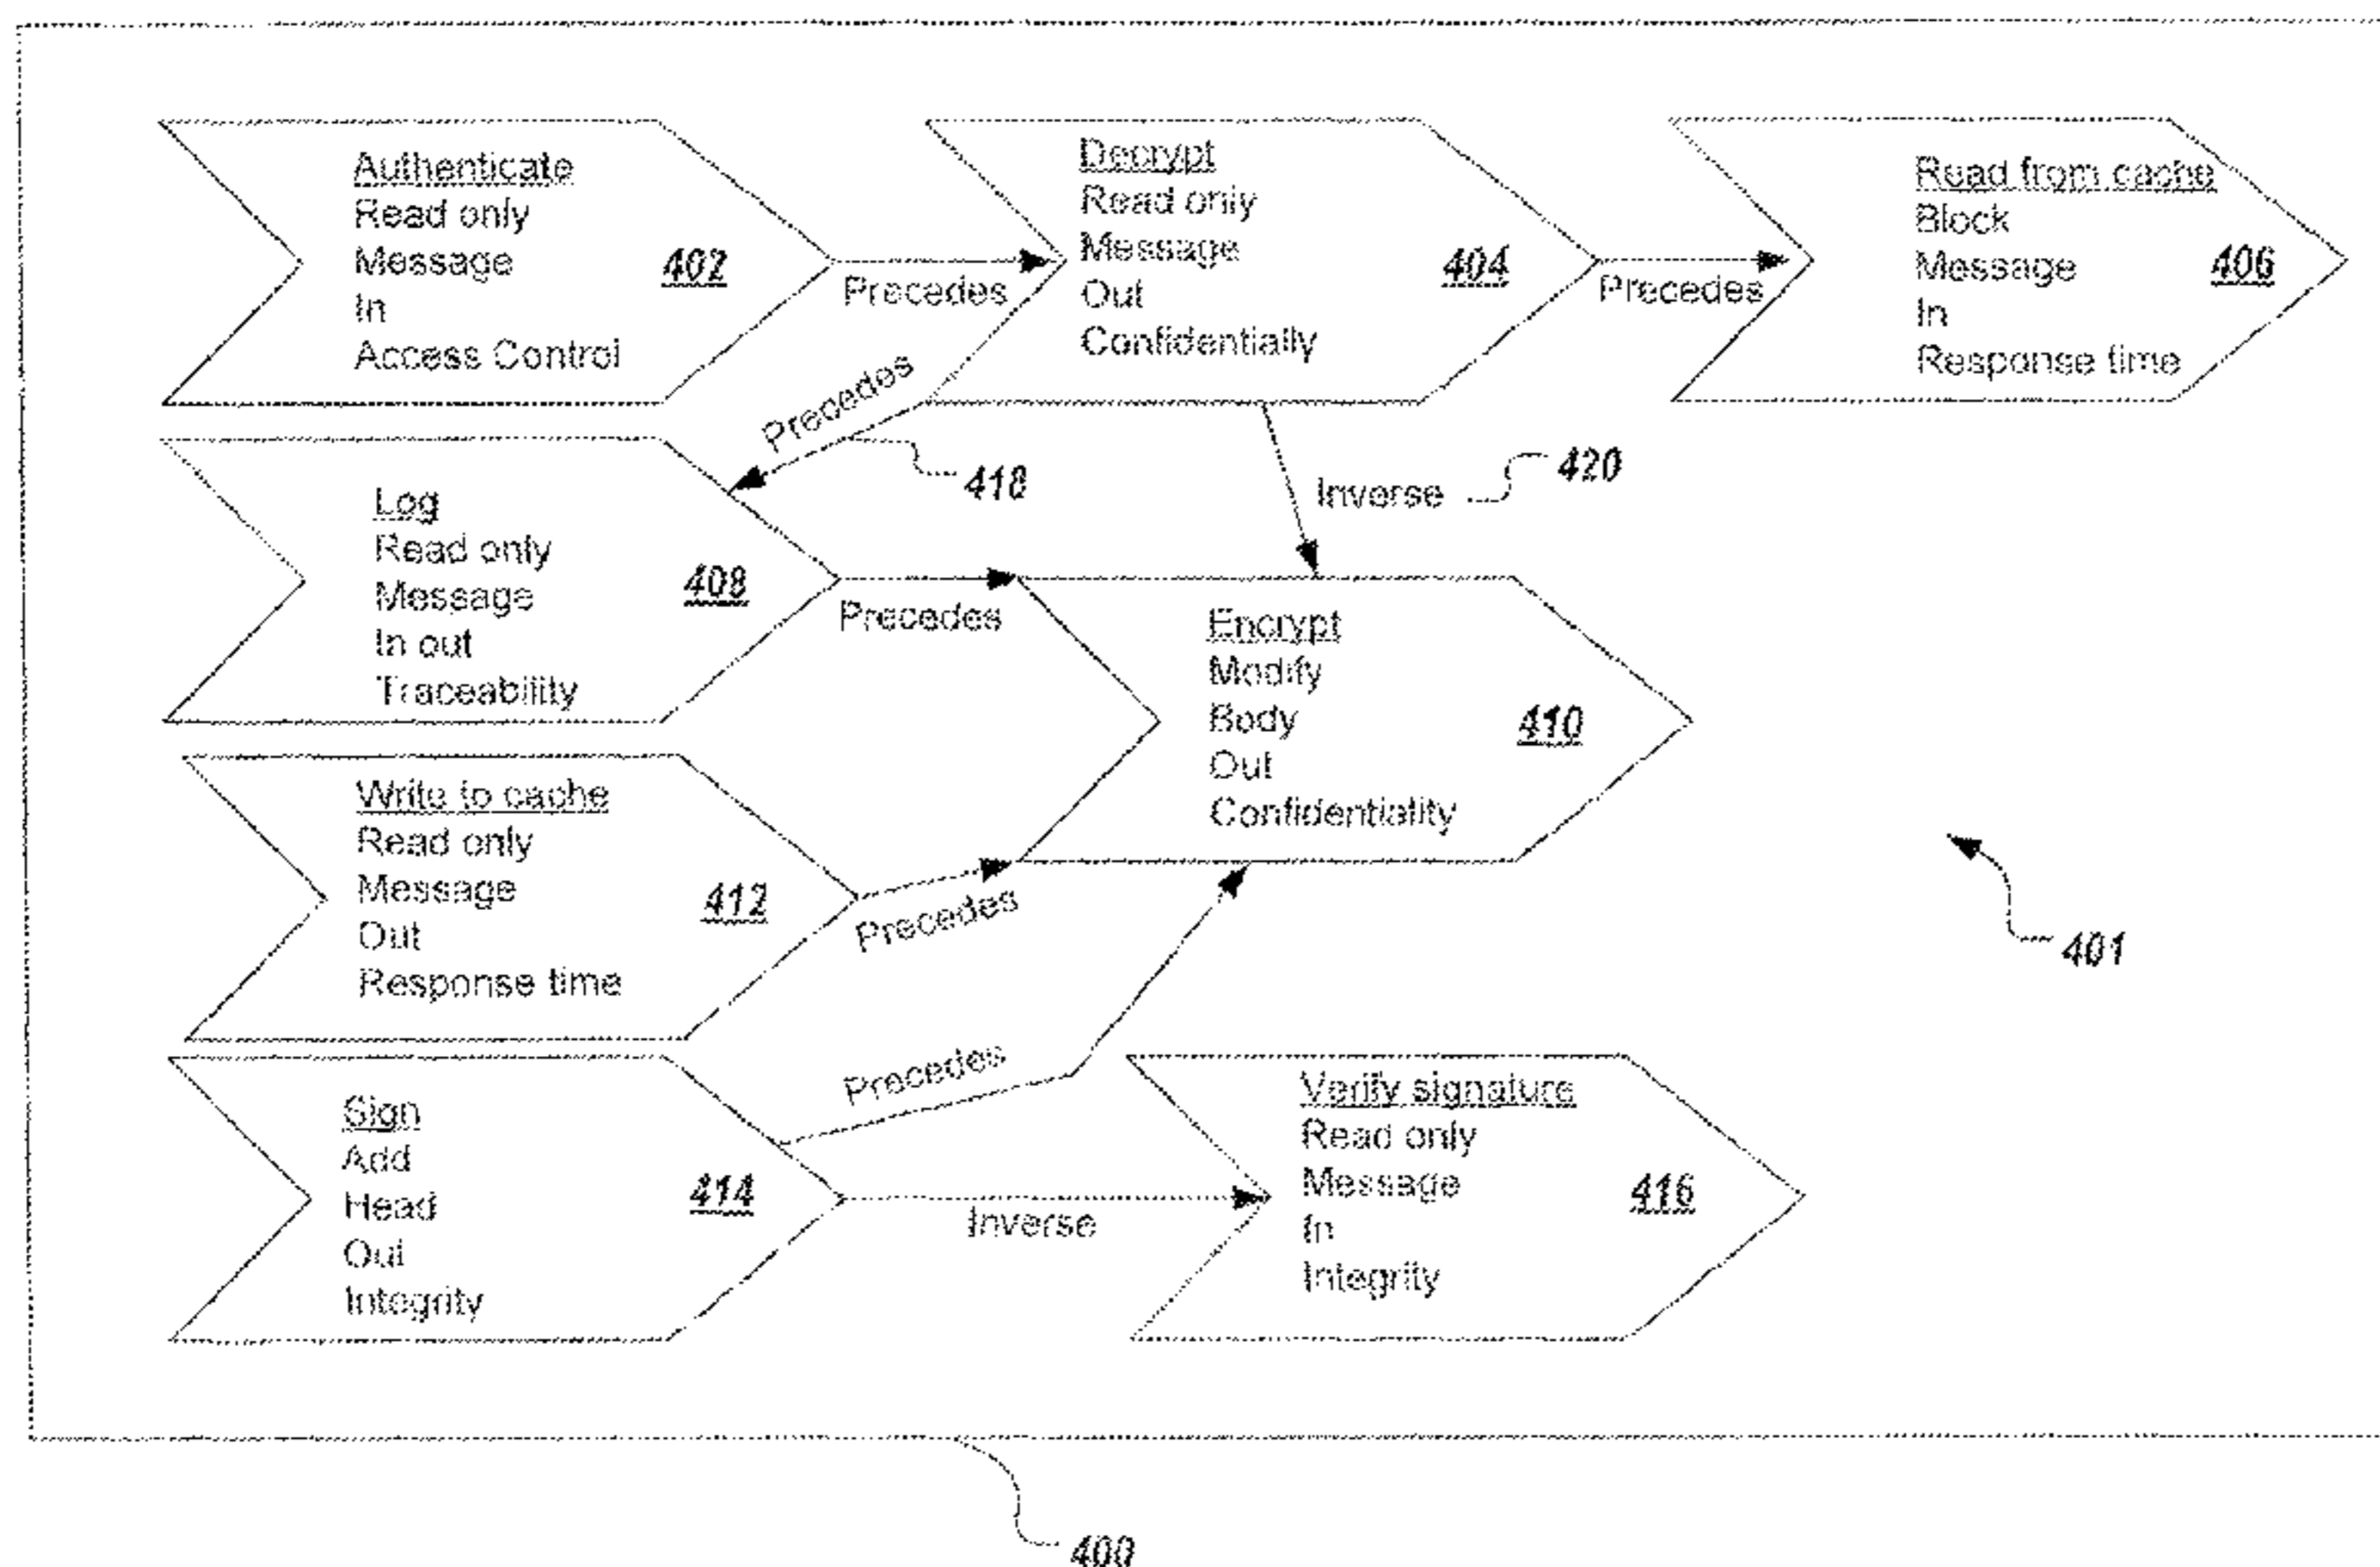 Authenticate
Read only
Message
In
Access Control
402
Precedes
Decrypt
Read only
Message
Out
Confidentially
404
Precedes
Read from cache
Block
Message
In
Response time
406
Precedes
418
Inverse
420
Log
Read only
Message
In out
Traceability
408
Precedes
Encrypt
Modify
Body
Out
Confidentiality
410
Write to cache
Read only
Message
Out
Response time
412
Precedes
401
Sign
Add
Head
Out
Integrity
414
Precedes
Inverse
Verify signature
Read only
Message
In
Integrity
416
400